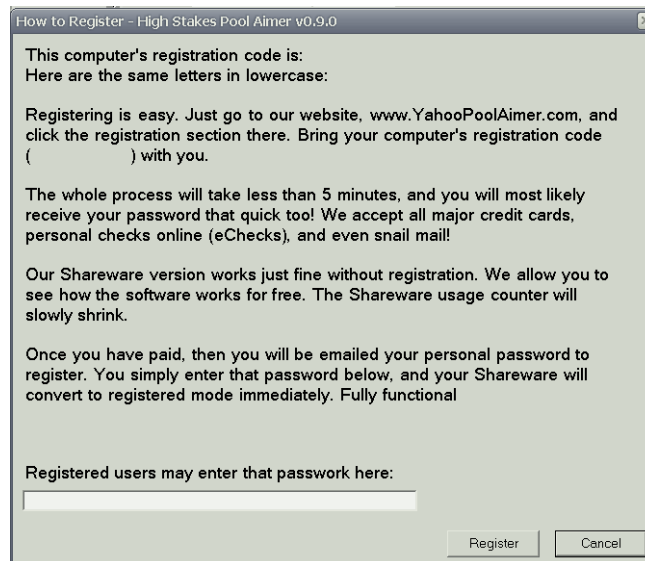 How to Register - High Stakes Pool Aimer v0.9.0
This computer's registration code is:
Here are the same letters in lowercase:
Registering is easy. Just go to our website, www.YahooPoolAimer.com, and
click the registration section there. Bring your computer's registration code
( ) with you.
The whole process will take less than 5 minutes, and you will most likely
receive your password that quick too! We accept all major credit cards,
personal checks online (eChecks), and even snail mail!
Our Shareware version works just fine without registration. We allow you to
see how the software works for free. The Shareware usage counter will
slowly shrink.
Once you have paid, then you will be emailed your personal password to
register. You simply enter that password below, and your Shareware will
convert to registered mode immediately. Fully functional
Registered users may enter that passwork here:
Register
Cancel